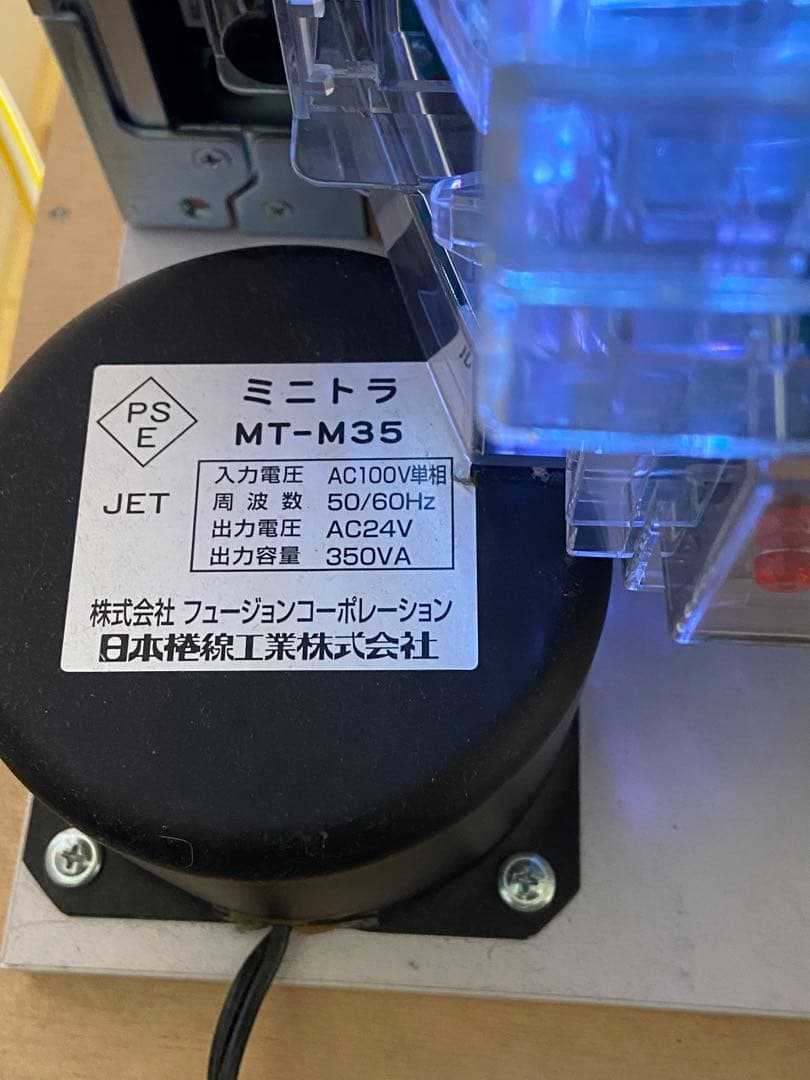 PS
E
ミニトラ
MT-M35
JET
入力電圧 AC100V単相
周波数 50/60Hz
出力電圧 AC24V
出力容量 350VA
株式会社 フュージョンコーポレーション
日本捲線工業株式会社